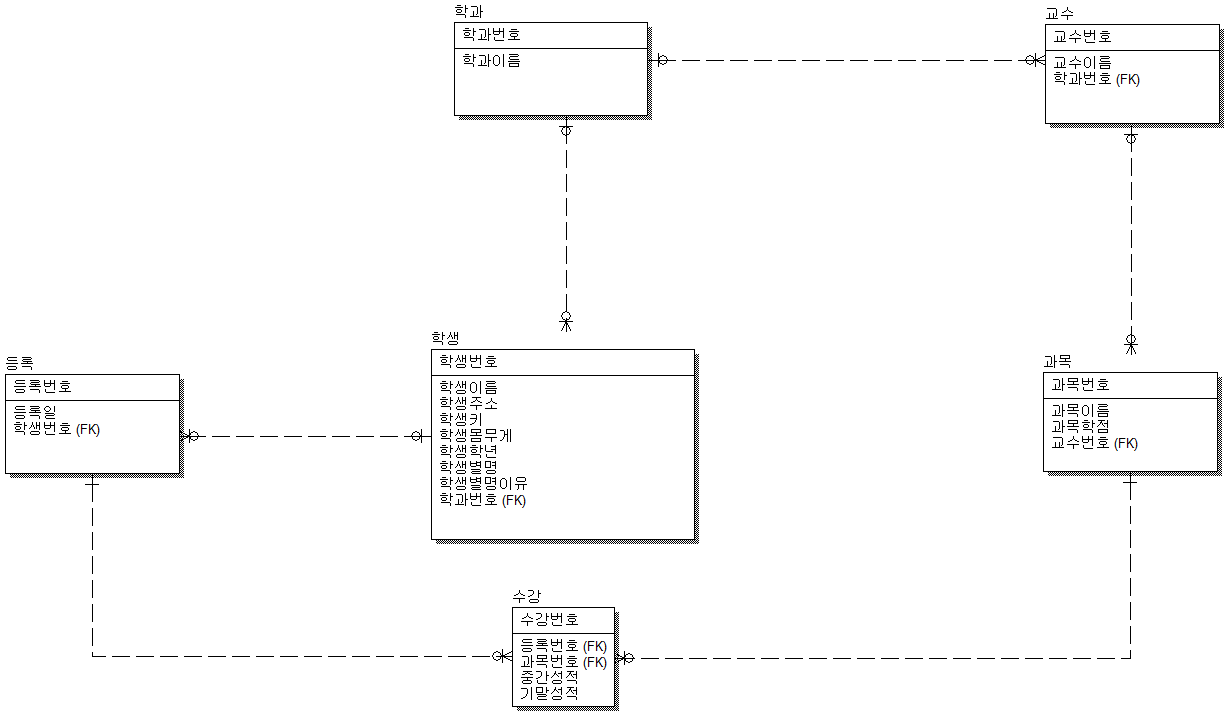 학과
학과번호
학과이름
교수
교수번호
교수이름
학과번호 (FK)
학생
학생번호
학생이름
학생주소
학생키
학생몸무게
학생학년
학생별명
학생별명이유
학과번호 (FK)
등록
등록번호
등록일
학생번호 (FK)
과목
과목번호
과목이름
과목학점
교수번호 (FK)
수강
수강번호
등록번호 (FK)
과목번호 (FK)
중간성적
기말성적